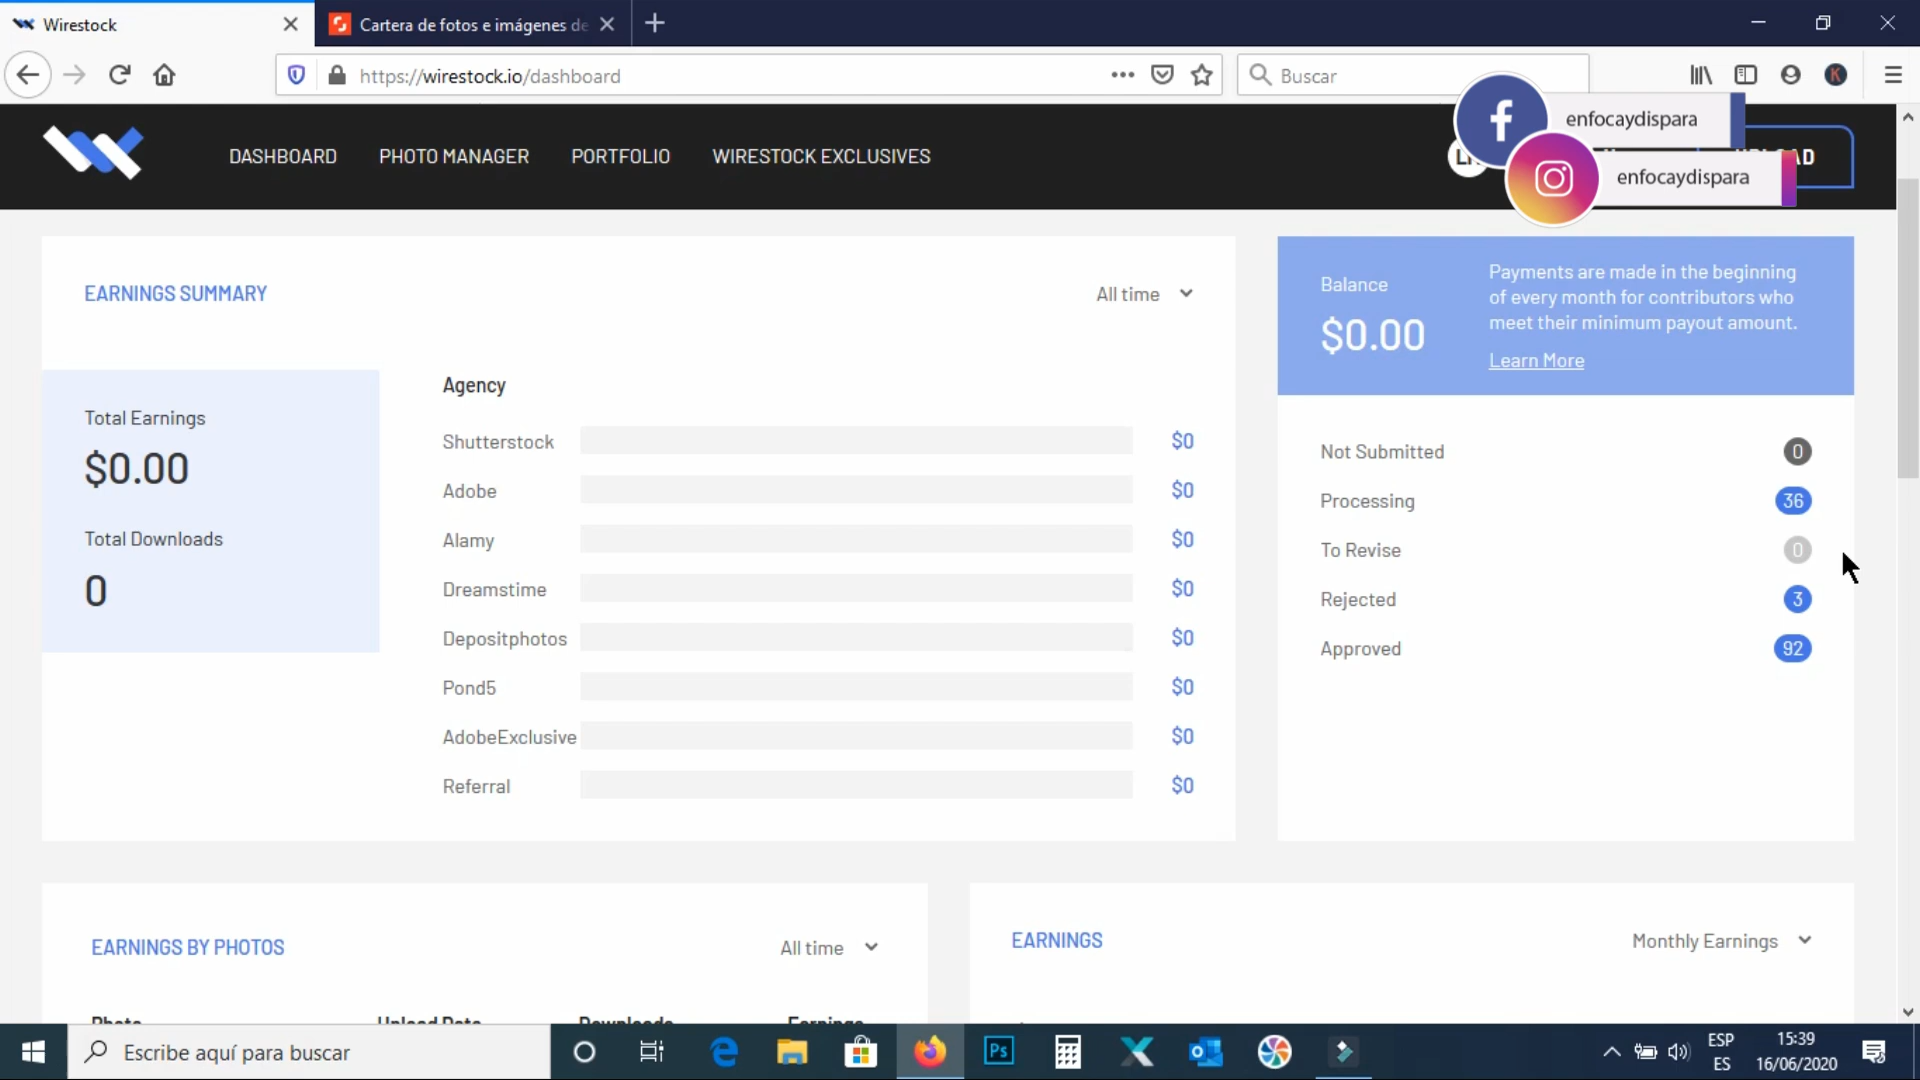 Wirestock
Cartera de fotos e imágenes de
https://wirestock.io/dashboard
Buscar
K
DASHBOARD
PHOTO MANAGER
PORTFOLIO
WIRESTOCK EXCLUSIVES
enfocaydispara
enfocaydispara
EARNINGS SUMMARY
All time
Total Earnings
$0.00
Total Downloads
0
Agency
Shutterstock $0
Adobe $0
Alamy $0
Dreamstime $0
Depositphotos $0
Pond5 $0
AdobeExclusive $0
Referral $0
Balance
$0.00
Payments are made in the beginning
of every month for contributors who
meet their minimum payout amount.
Learn More
Not Submitted 0
Processing 36
To Revise 0
Rejected 3
Approved 92
EARNINGS BY PHOTOS
All time
Photo Upload Date Downloads Earnings
EARNINGS
Monthly Earnings
Escribe aquí para buscar
Ps
ESP
ES
15:39
16/06/2020